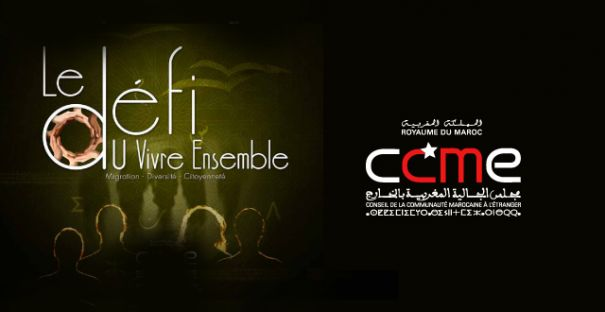 Le
défi
du Vivre Ensemble
Migration - Diversité - Citoyenneté
المملكة المغربية
ROYAUME DU MAROC
ccme
مجلس الجالية المغربية بالخارج
CONSEIL DE LA COMMUNAUTÉ MAROCAINE À L'ÉTRANGER